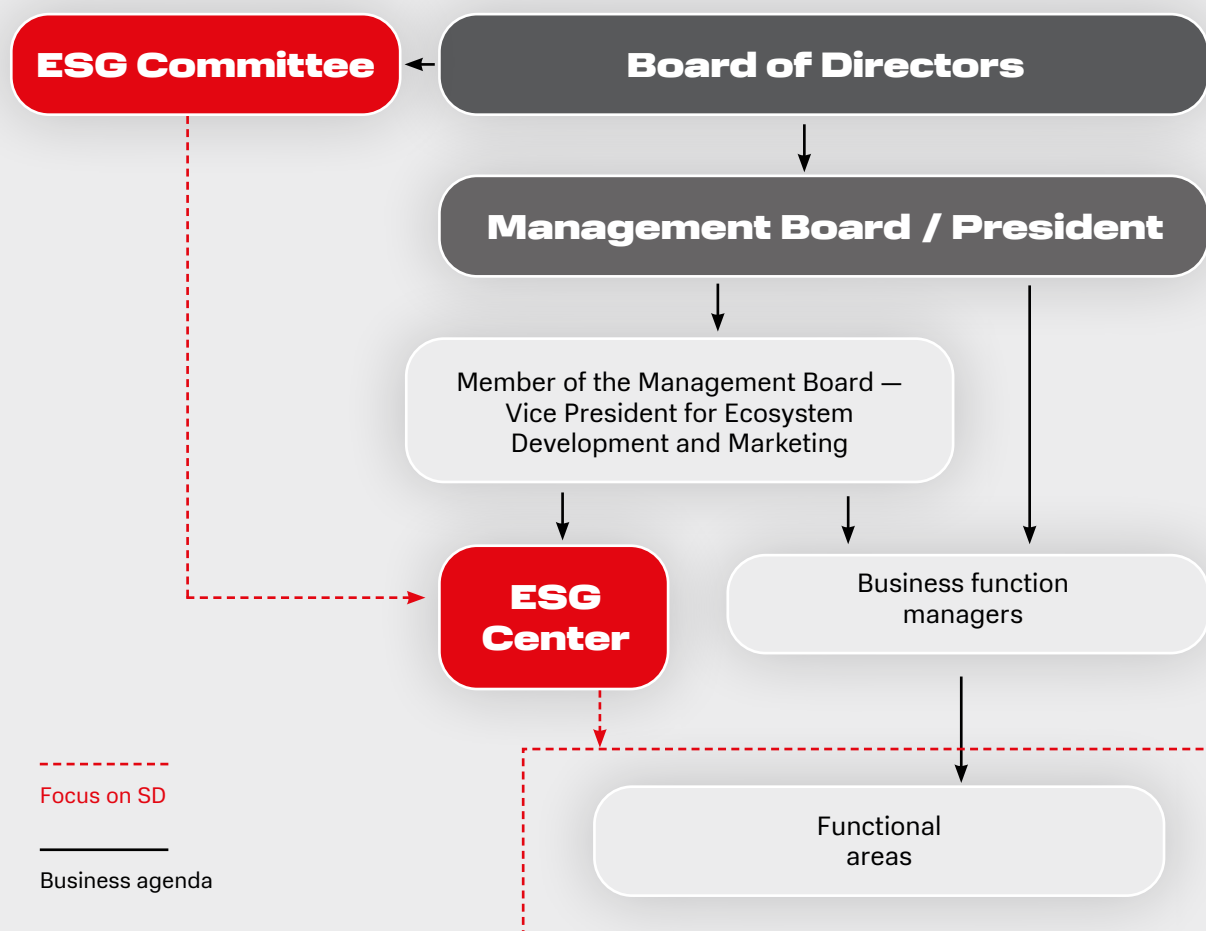 ESG Committee
Board of Directors
Management Board / President
Member of the Management Board —
Vice President for Ecosystem
Development and Marketing
ESG
Center
Business function
managers
Focus on SD
Functional
areas
Business agenda